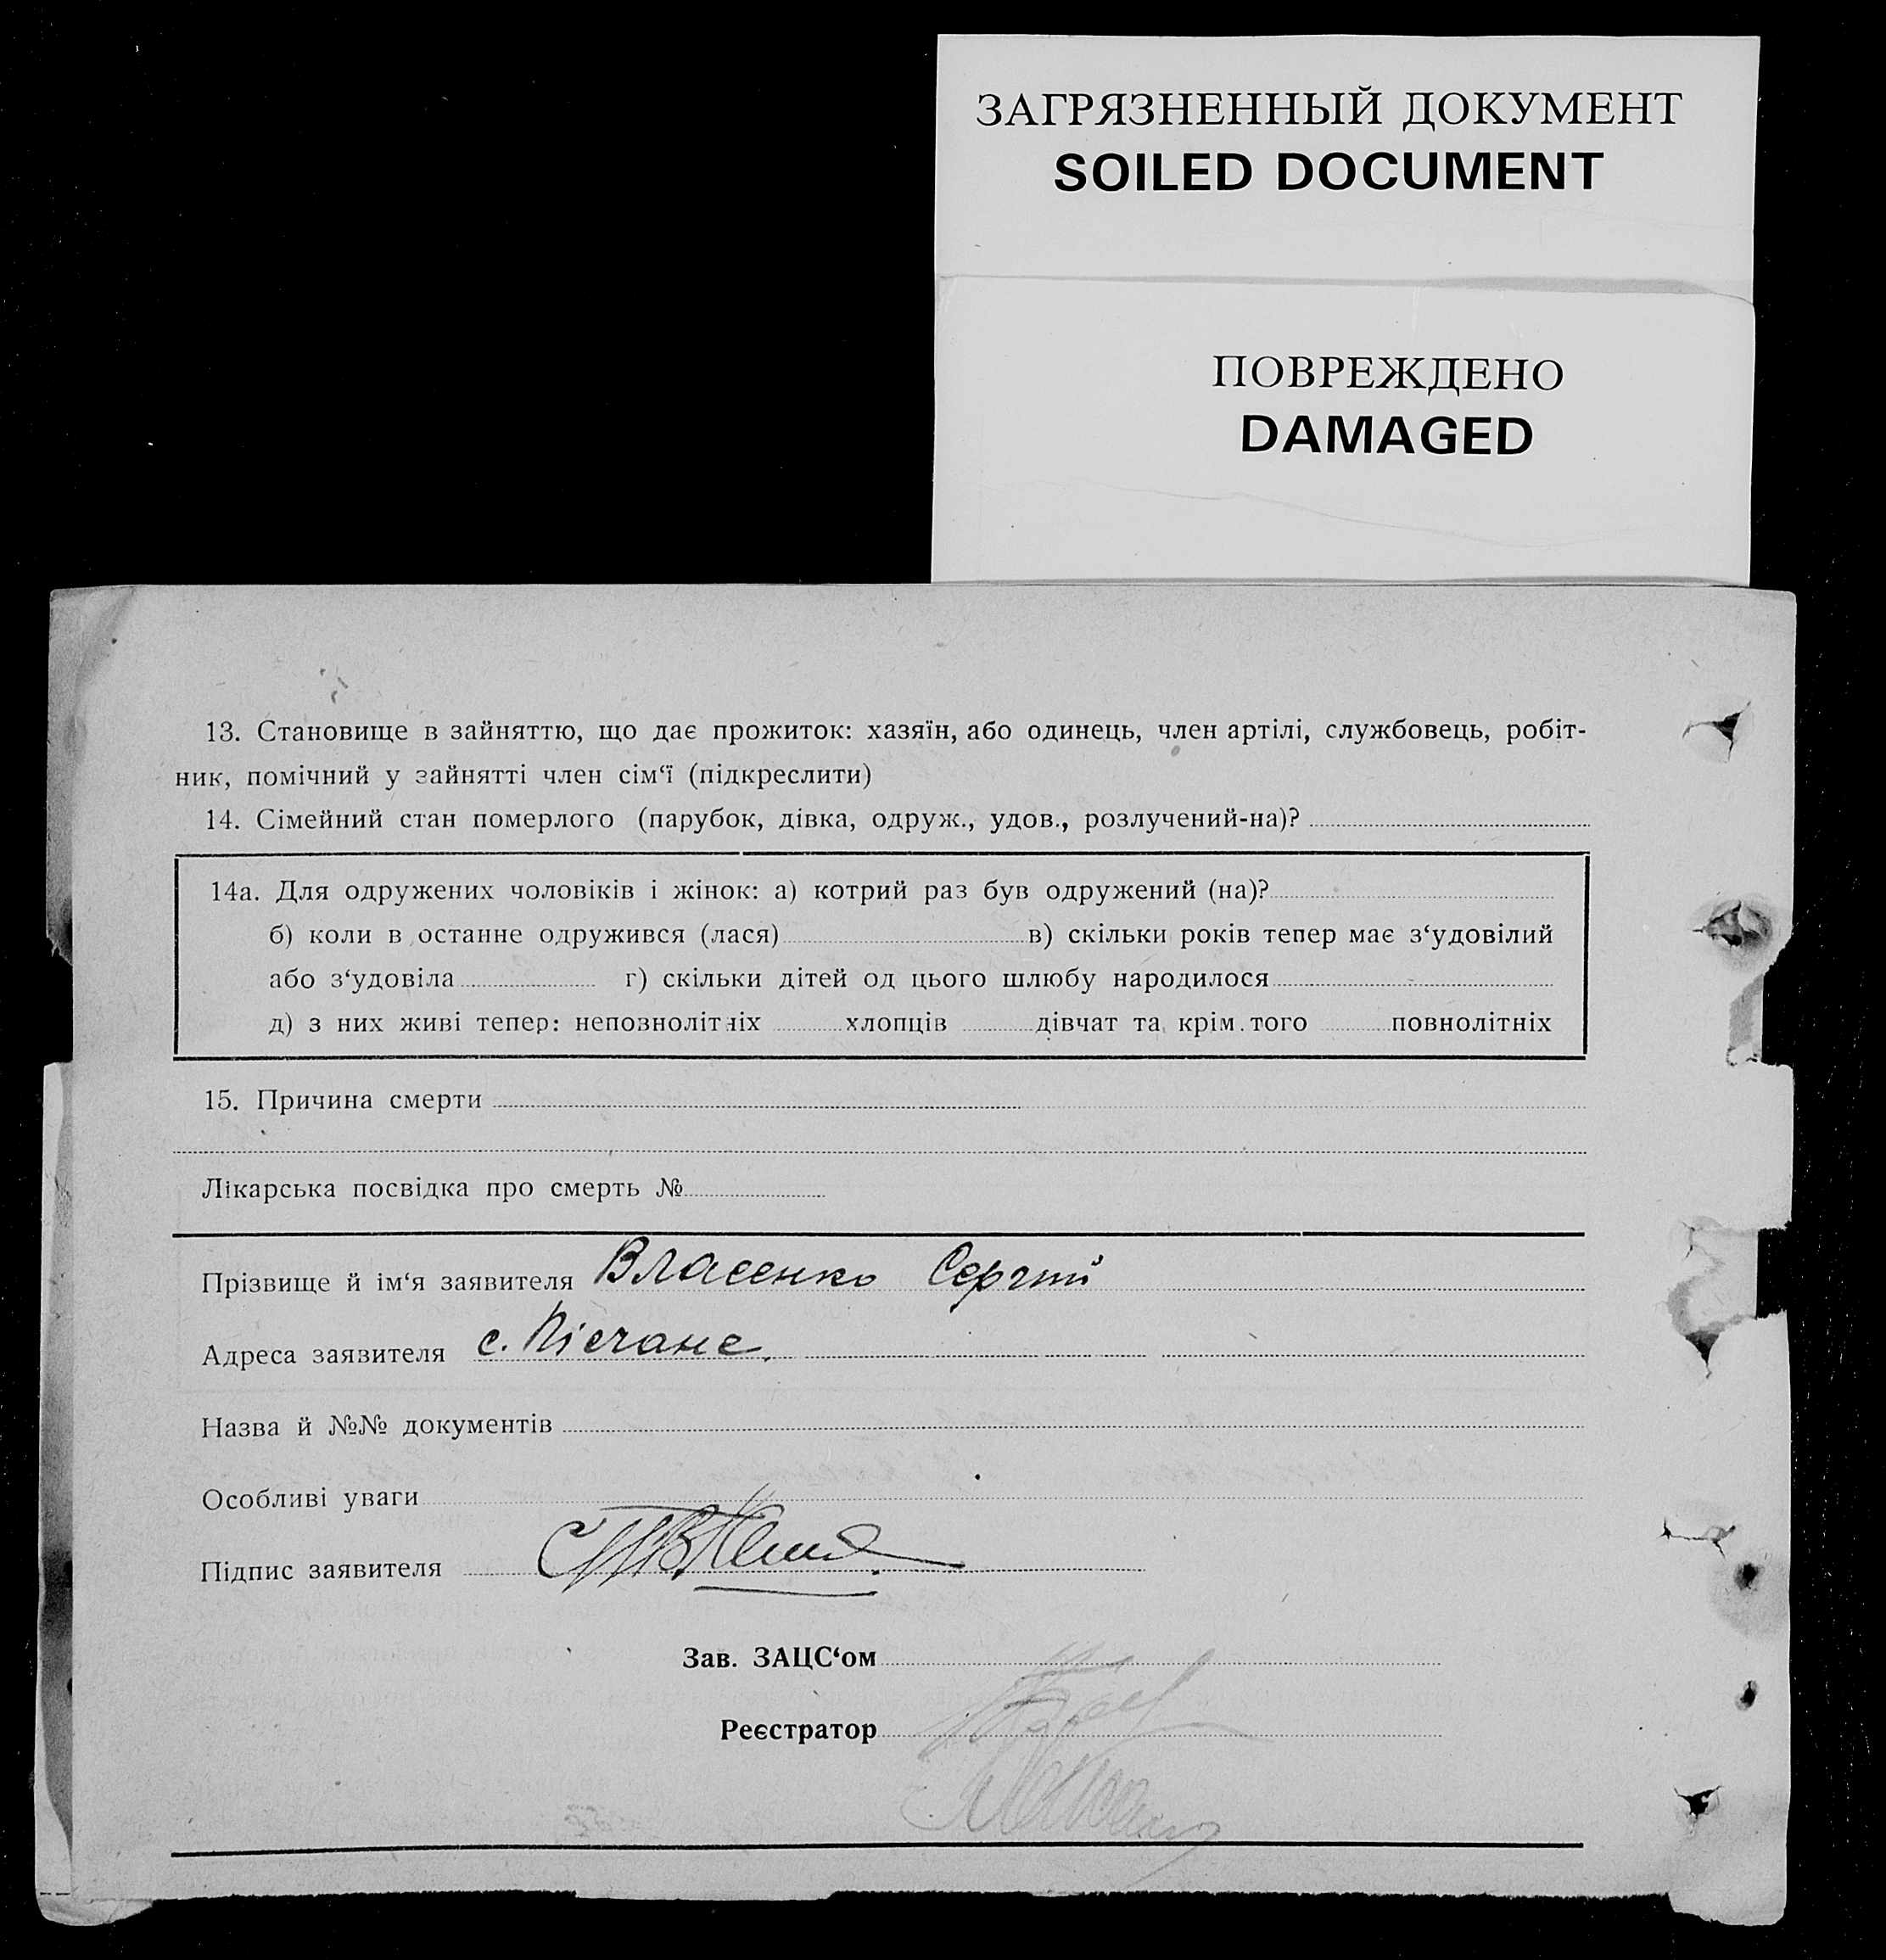 ЗАГРЯЗНЕННЫЙ ДОКУМЕНТ
SOILED DOCUMENT
ПОВРЕЖДЕНО
DAMAGED
13. Становище в зайняттю, що дає прожиток: хазяїн, або одинець, член артілі, службовець, робіт-
ник, помічний у зайнятті член сім‘ї (підкреслити)
14. Сімейний стан померлого (парубок, дівка, одруж., удов., розлучений-на)?
14а. Для одружених чоловіків і жінок: а) котрий раз був одружений (на)?
б) коли в останне одружився (лася) в) скільки років тепер має з‘удовілий
або з‘удовіла г) скільки дітей од цього шлюбу народилося
д) з них живі тепер: неповнолітніх хлопців дівчат та крім того повнолітніх
15. Причина смерти
Лікарська посвідка про смерть №
Прізвище й ім‘я заявителя Власенко Сергій
Адреса заявителя с. Пісчане.
Назва й №№ документів
Особливі уваги
Підпис заявителя
Зав. ЗАЦС‘ом
Реєстратор